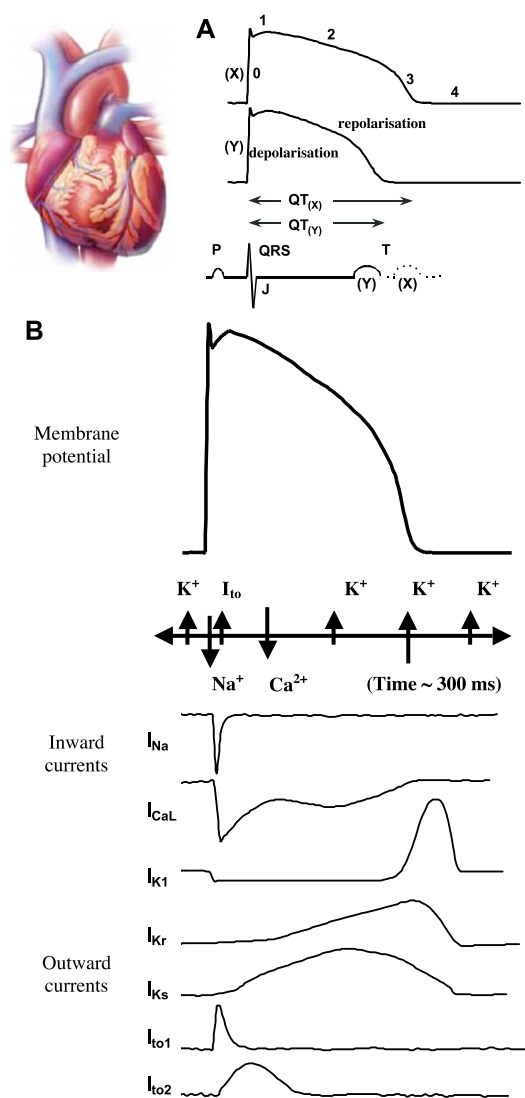 A
1
2
(X)
0
3
4
repolarisation
(Y)
depolarisation
QT(X)
QT(Y)
P
QRS
T
J
(Y)
(X)
B
Membrane
potential
K+ Ito K+ K+ K+
Na+ Ca2+ (Time ~ 300 ms)
Inward
currents
INa
ICaL
IK1
IKr
Outward
currents
IKs
Ito1
Ito2